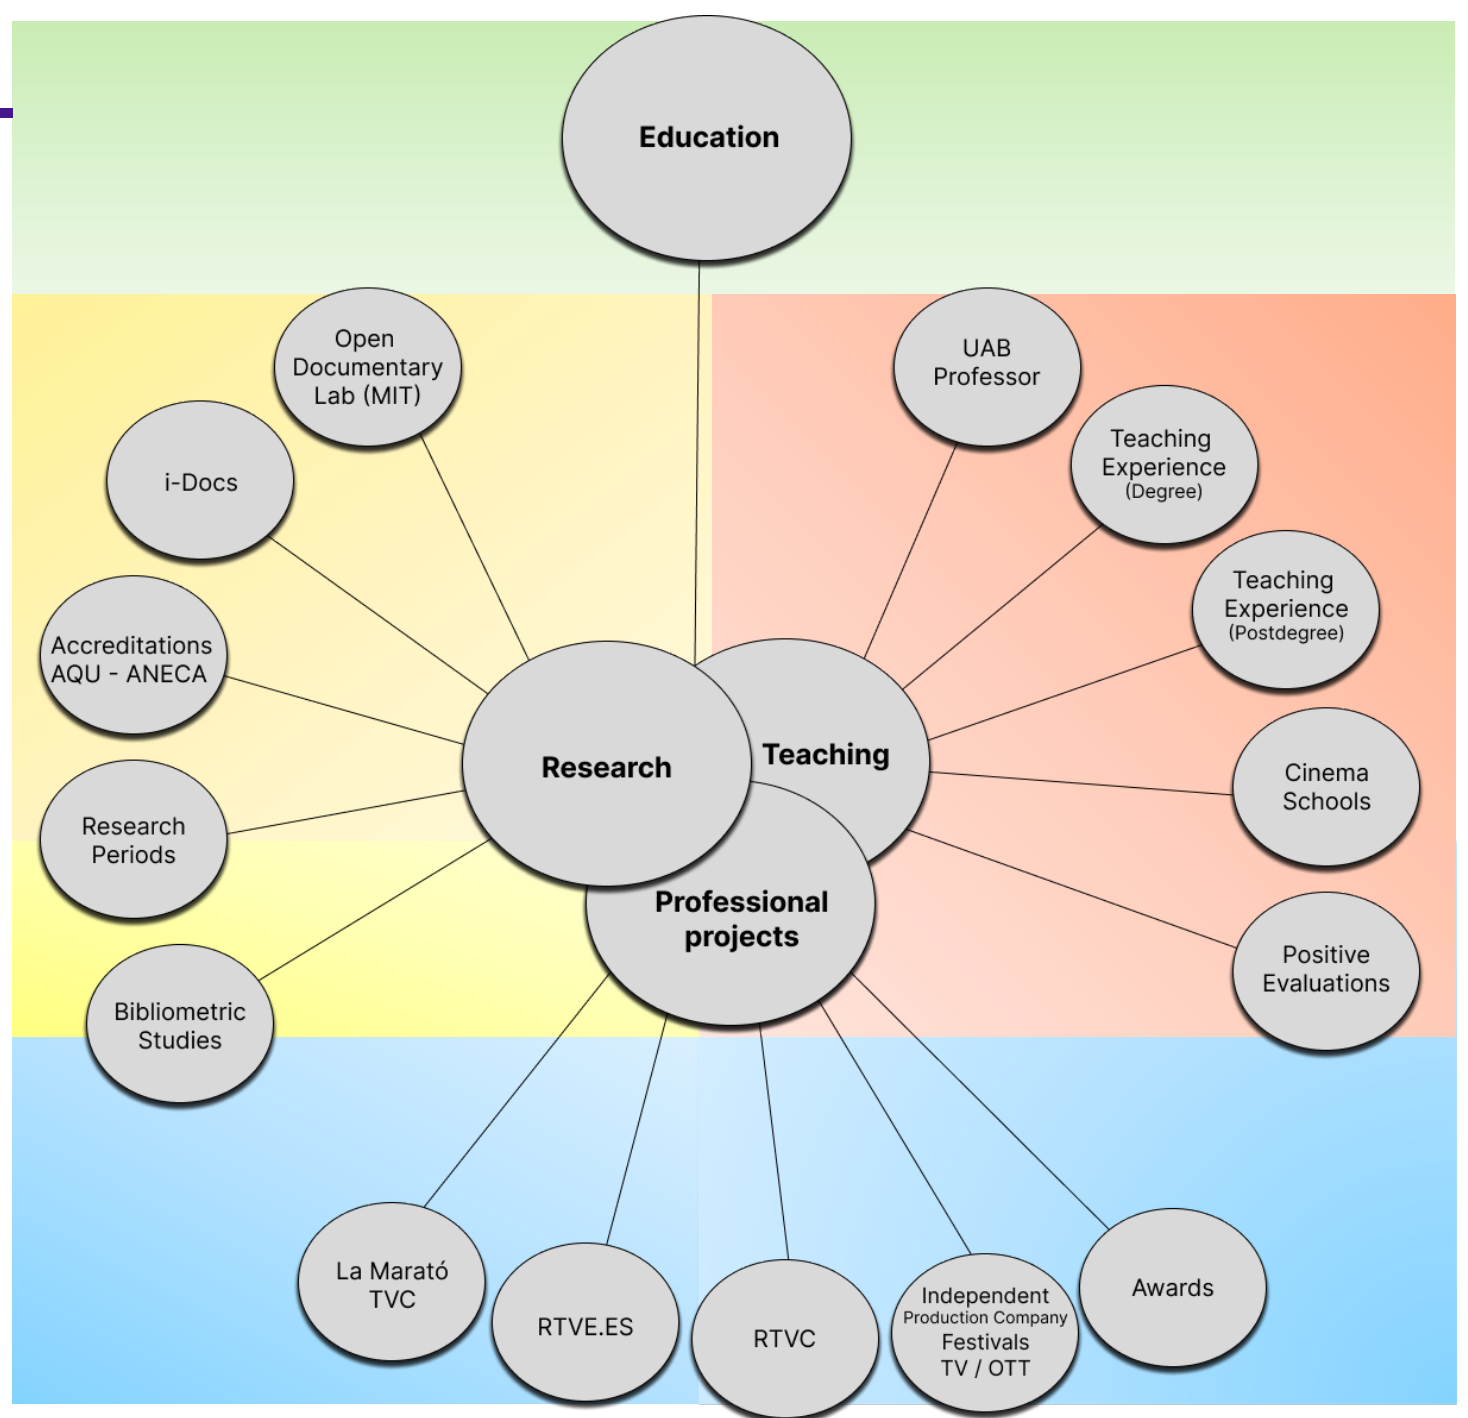 Education
Open
Documentary
Lab (MIT)
UAB
Professor
i-Docs
Teaching
Experience
(Degree)
Accreditations
AQU - ANECA
Teaching
Experience
(Postdegree)
Research
Teaching
Cinema
Schools
Research
Periods
Professional
projects
Positive
Evaluations
Bibliometric
Studies
La Marató
TVC
RTVE.ES
RTVC
Independent
Production Company
Festivals
TV / OTT
Awards